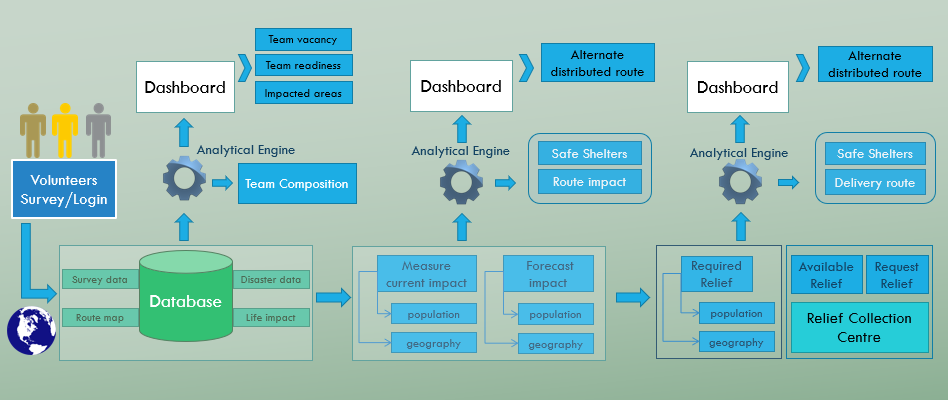 Team vacancy
Team readiness
Impacted areas
Dashboard
Analytical Engine
Team Composition
Volunteers
Survey/Login
Survey data
Route map
Database
Disaster data
Life impact
Alternate
distributed route
Dashboard
Analytical Engine
Safe Shelters
Route impact
Measure
current impact
population
geography
Forecast
impact
population
geography
Alternate
distributed route
Dashboard
Analytical Engine
Safe Shelters
Delivery route
Required
Relief
population
geography
Available
Relief
Request
Relief
Relief Collection
Centre